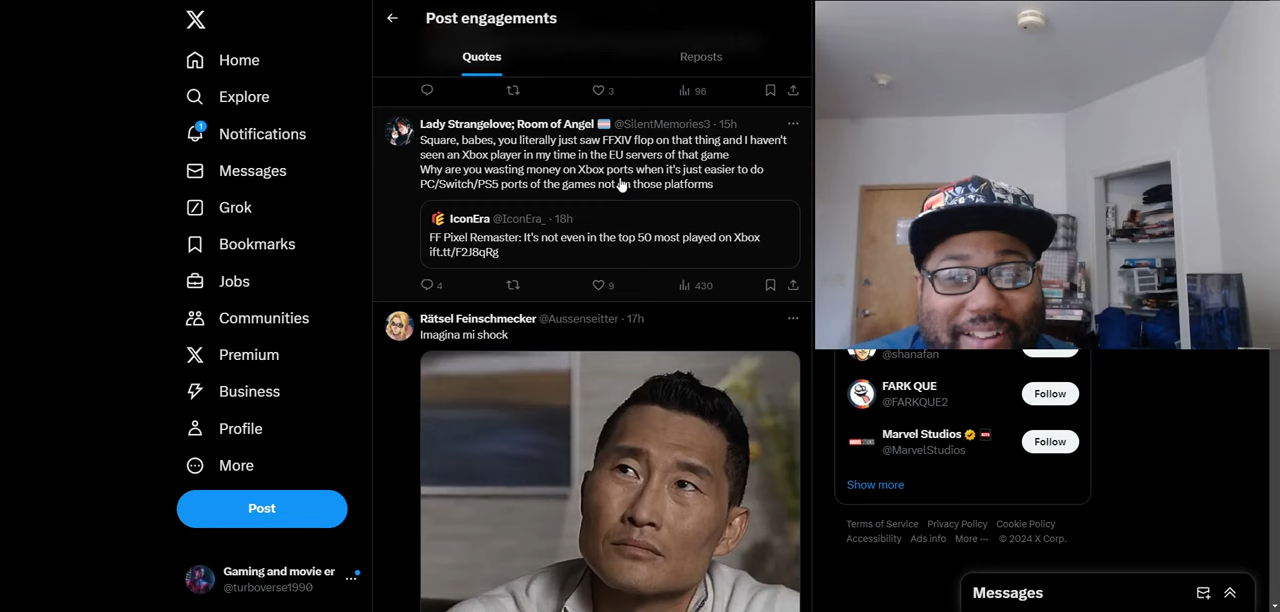 Post engagements
Quotes
Reposts
3
96
Home
Explore
1
Notifications
Messages
Grok
Bookmarks
Jobs
Communities
Premium
Business
Profile
More
Post
Gaming and movie er
@turboverse1990
Lady Strangelove; Room of Angel @SilentMemories3 · 15h
Square, babes, you literally just saw FFXIV flop on that thing and I haven't
seen an Xbox player in my time in the EU servers of that game
Why are you wasting money on Xbox ports when it's just easier to do
PC/Switch/PS5 ports of the games not on those platforms
IconEra @IconEra_ · 18h
FF Pixel Remaster: It's not even in the top 50 most played on Xbox
ift.tt/F2J8qRg
4
9
430
Rätsel Feinschmecker @Aussenseitter · 17h
Imagina mi shock
@shanafan
FARK QUE
@FARKQUE2
Follow
Marvel Studios
@MarvelStudios
Follow
Show more
Terms of Service Privacy Policy Cookie Policy
Accessibility Ads info More ··· © 2024 X Corp.
Messages